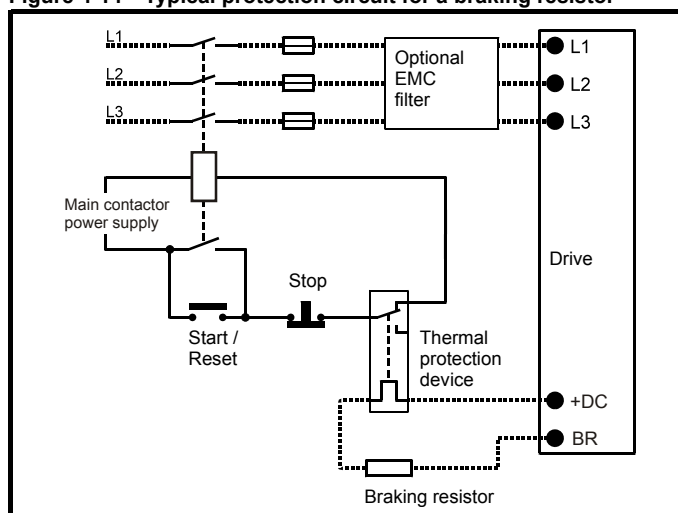 Figure 4-14 Typical protection circuit for a braking resistor
L1
L2
L3
Optional
EMC
filter
L1
L2
L3
Main contactor
power supply
Drive
Stop
Start /
Reset
Thermal
protection
device
+DC
BR
Braking resistor